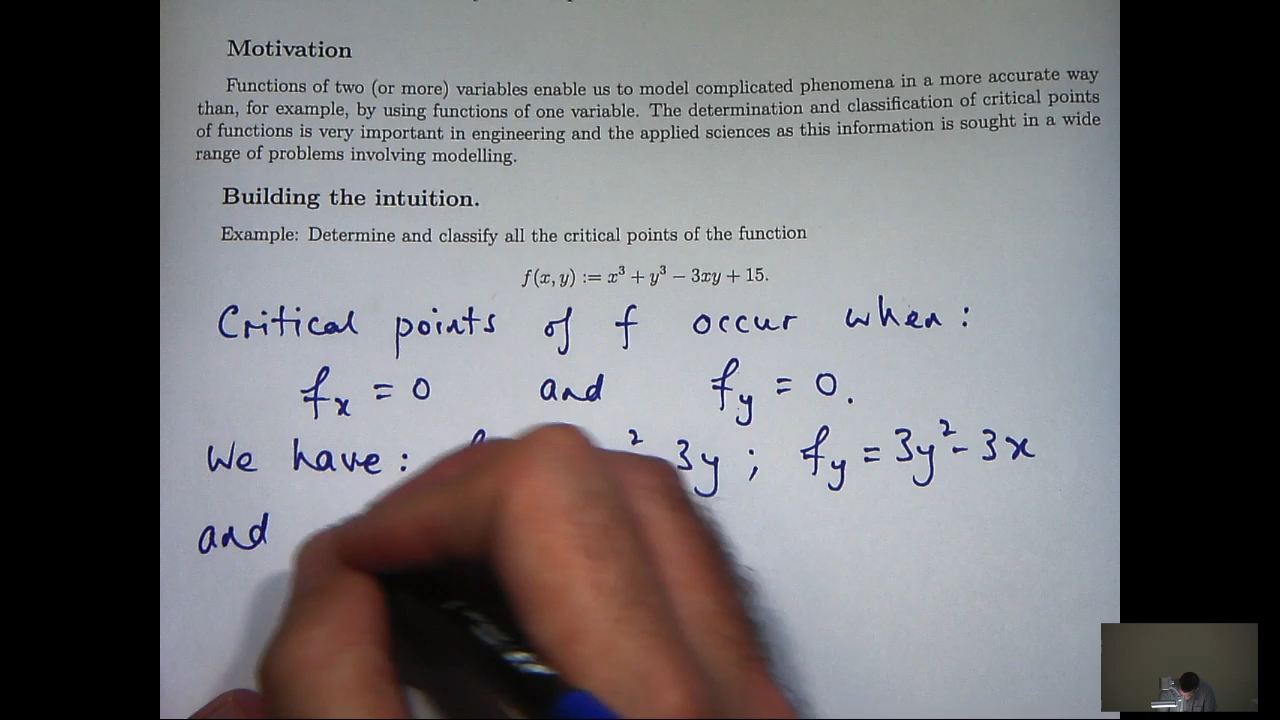 Motivation
Functions of two (or more) variables enable us to model complicated phenomena in a more accurate way
than, for example, by using functions of one variable. The determination and classification of critical points
of functions is very important in engineering and the applied sciences as this information is sought in a wide
range of problems involving modelling.
Building the intuition.
Example: Determine and classify all the critical points of the function
f(x, y) := x³ + y³ − 3xy + 15.
Critical points of f occur when:
fₓ = 0 and f_y = 0.
We have: ² 3y ; f_y = 3y² - 3x
and